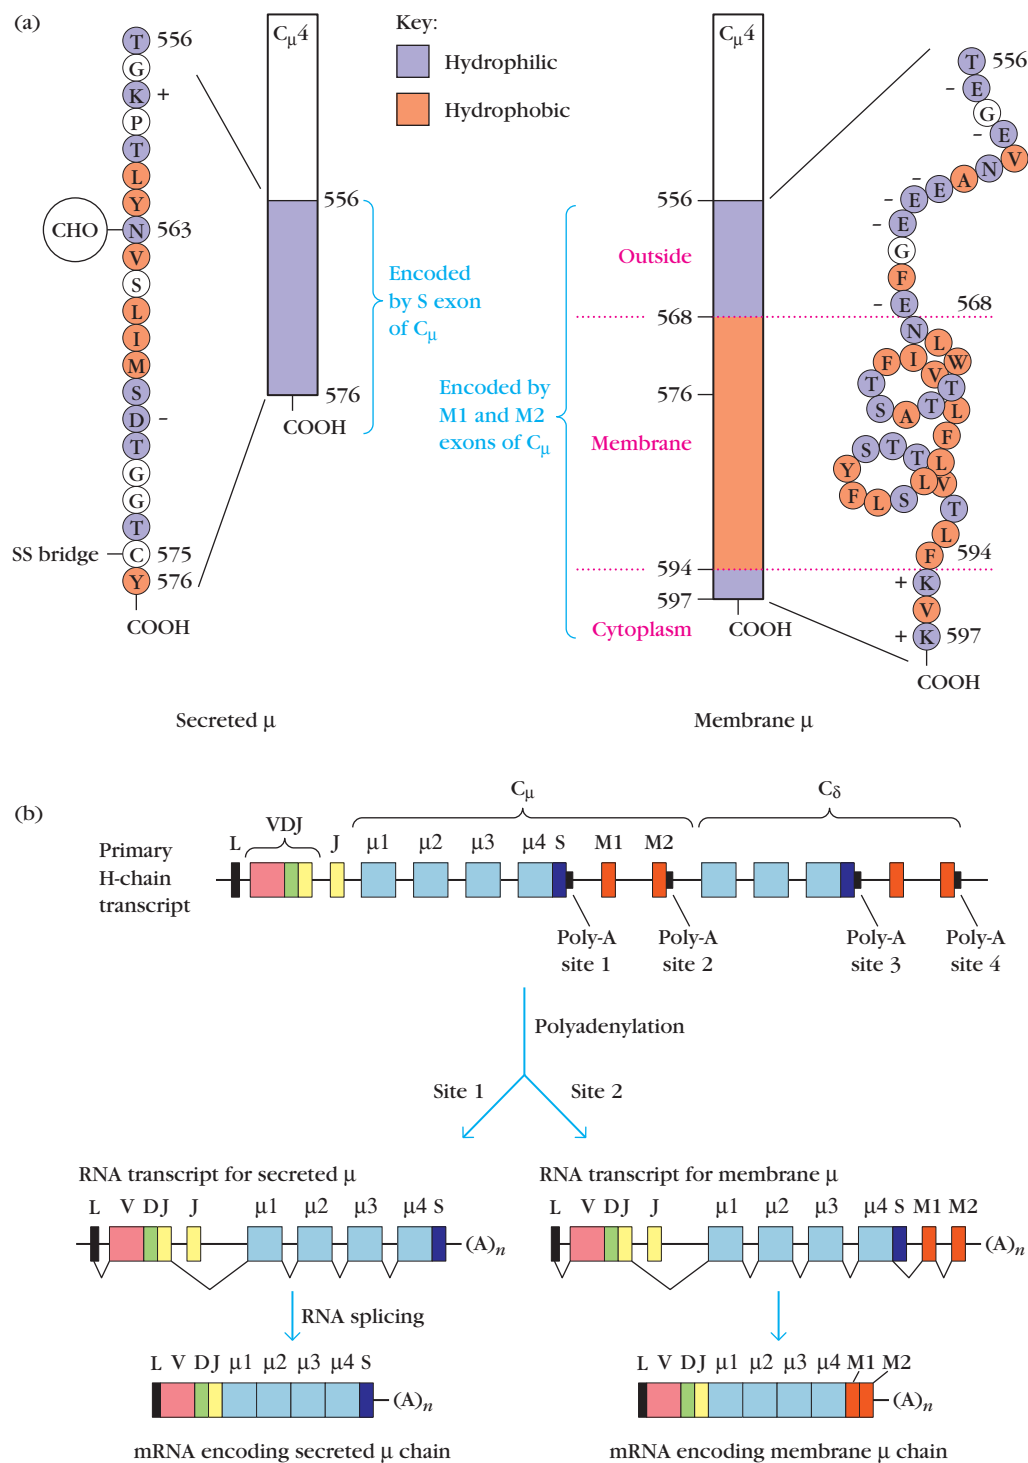 (a)
T 556
G
K +
P
T
L
Y
CHO N 563
V
S
L
I
M
S
D –
T
G
G
T
SS bridge C 575
Y 576
COOH
Cμ4
556
576
COOH
Encoded
by S exon
of Cμ
Secreted μ
Key:
Hydrophilic
Hydrophobic
Cμ4
556
Outside
568
Encoded by
M1 and M2
exons of Cμ
576
Membrane
594
597
Cytoplasm
COOH
T 556
– E
G
– E
V
N
A
– E
– E
– E
G
F
– E 568
N
L
W
V
I
F
T
S
A
T
T
L
F
L
L
T
T
S
Y
F
L
S
L
V
T
L
F 594
+ K
V
+ K 597
COOH
Membrane μ
(b)
Cμ Cδ
VDJ
L J μ1 μ2 μ3 μ4 S M1 M2
Primary
H-chain
transcript
Poly-A Poly-A Poly-A Poly-A
site 1 site 2 site 3 site 4
Polyadenylation
Site 1 Site 2
RNA transcript for secreted μ
L V D J J μ1 μ2 μ3 μ4 S
(A)n
RNA splicing
L V D J μ1 μ2 μ3 μ4 S
(A)n
mRNA encoding secreted μ chain
RNA transcript for membrane μ
L V D J J μ1 μ2 μ3 μ4 S M1 M2
(A)n
L V D J μ1 μ2 μ3 μ4 M1 M2
(A)n
mRNA encoding membrane μ chain